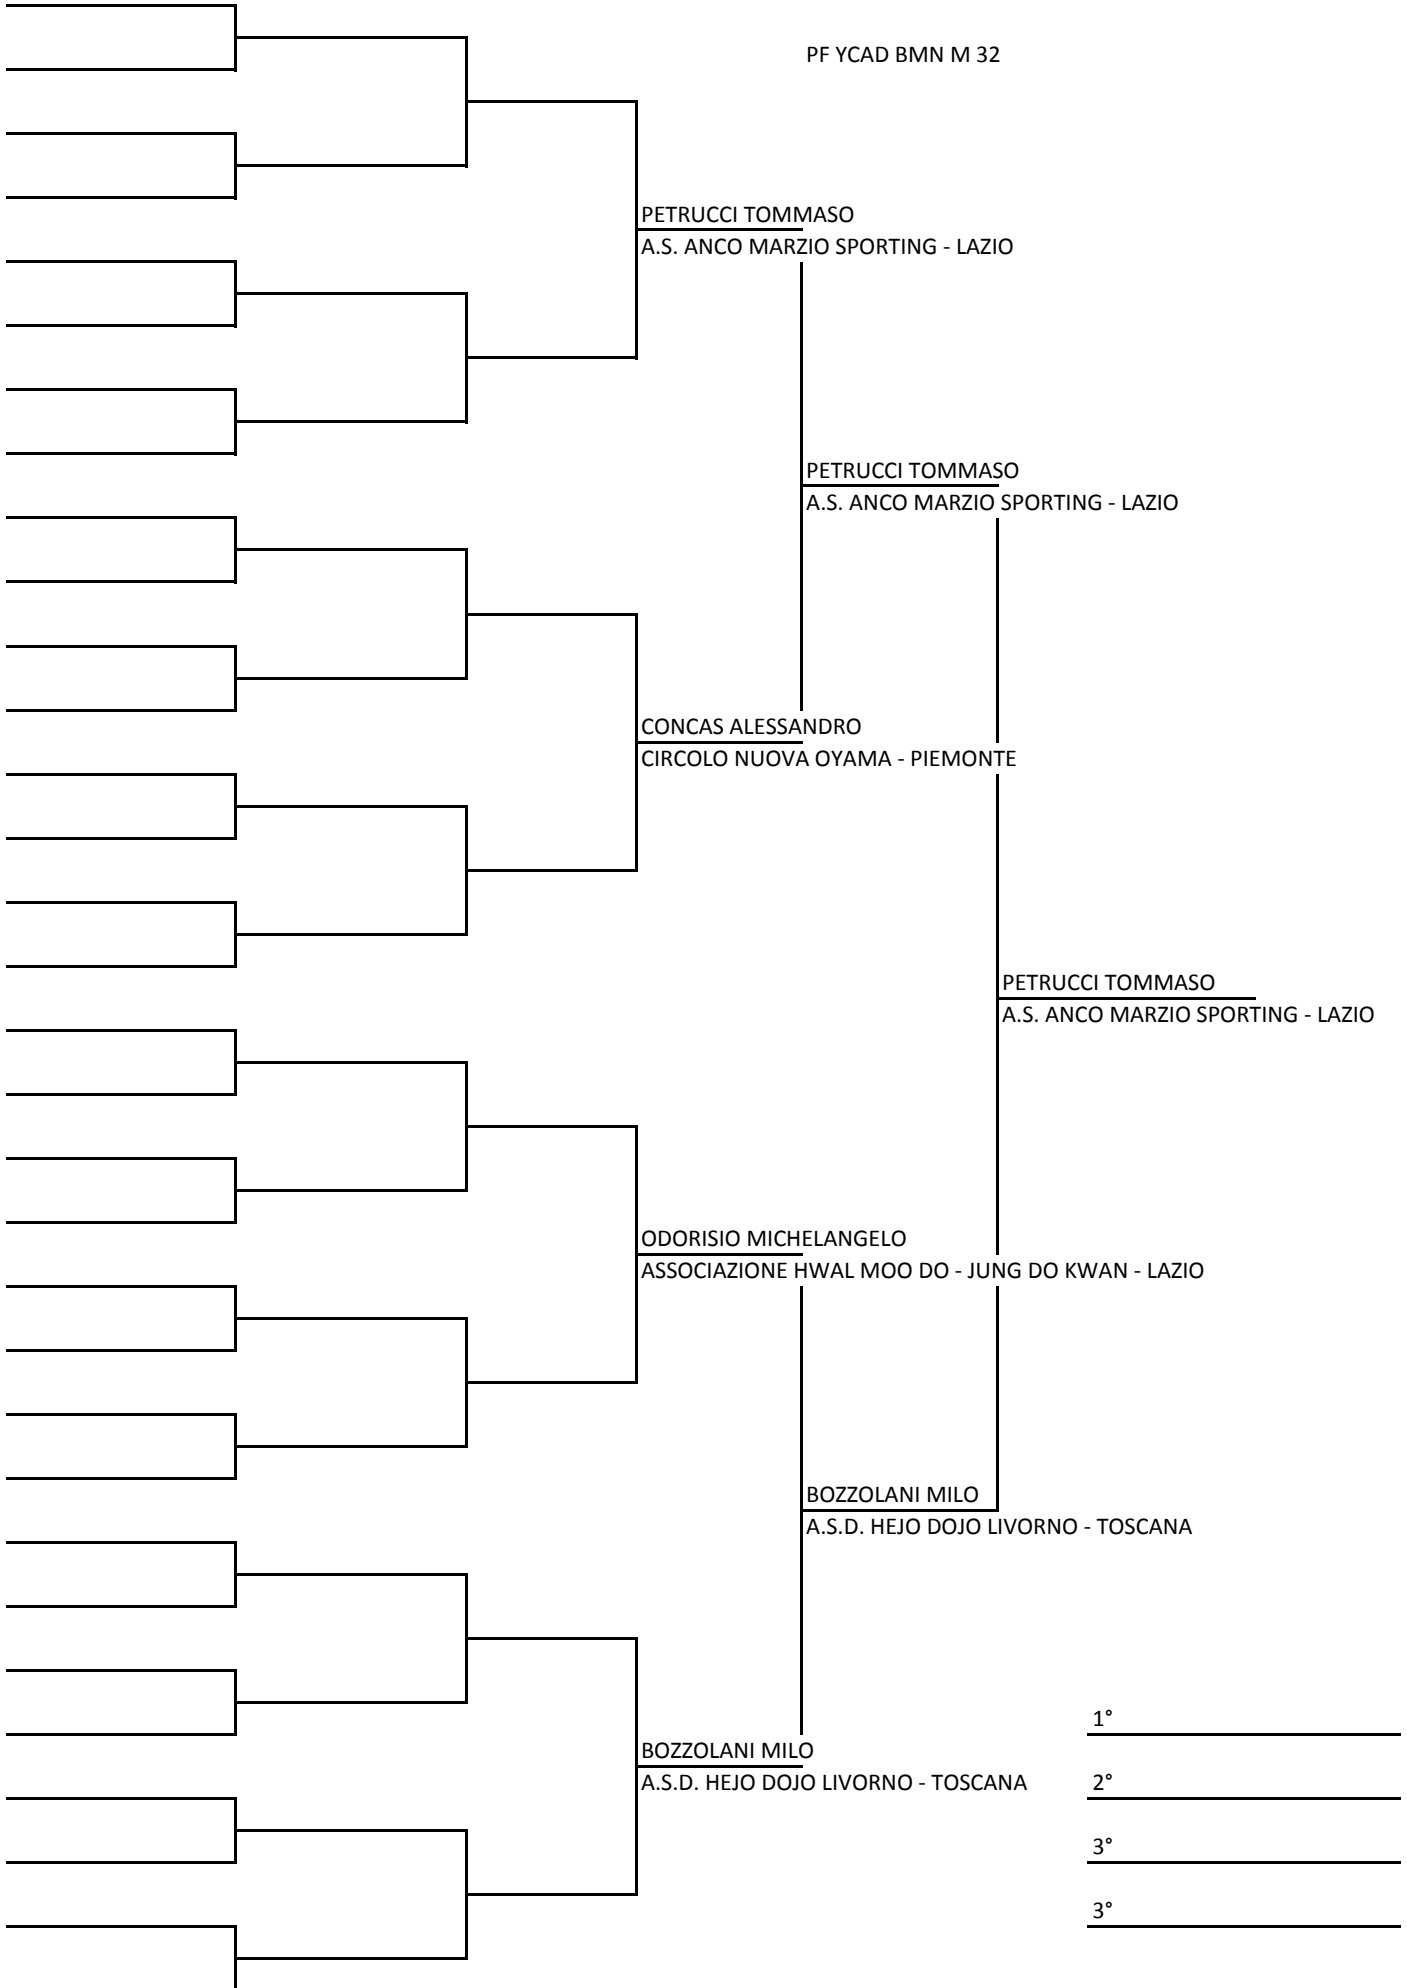 PF YCAD BMN M 32
PETRUCCI TOMMASO
A.S. ANCO MARZIO SPORTING - LAZIO
PETRUCCI TOMMASO
A.S. ANCO MARZIO SPORTING - LAZIO
CONCAS ALESSANDRO
CIRCOLO NUOVA OYAMA - PIEMONTE
PETRUCCI TOMMASO
A.S. ANCO MARZIO SPORTING - LAZIO
ODORISIO MICHELANGELO
ASSOCIAZIONE HWAL MOO DO - JUNG DO KWAN - LAZIO
BOZZOLANI MILO
A.S.D. HEJO DOJO LIVORNO - TOSCANA
1°
BOZZOLANI MILO
A.S.D. HEJO DOJO LIVORNO - TOSCANA
2°
3°
3°